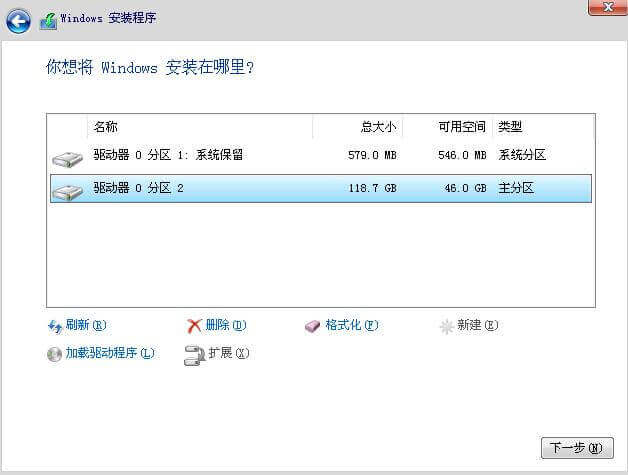 Windows 安装程序
你想将 Windows 安装在哪里?
名称 总大小 可用空间 类型
驱动器 0 分区 1: 系统保留 579.0 MB 546.0 MB 系统分区
驱动器 0 分区 2 118.7 GB 46.0 GB 主分区
刷新(R) 删除(D) 格式化(F) 新建(E)
加载驱动程序(L) 扩展(X)
下一步(N)